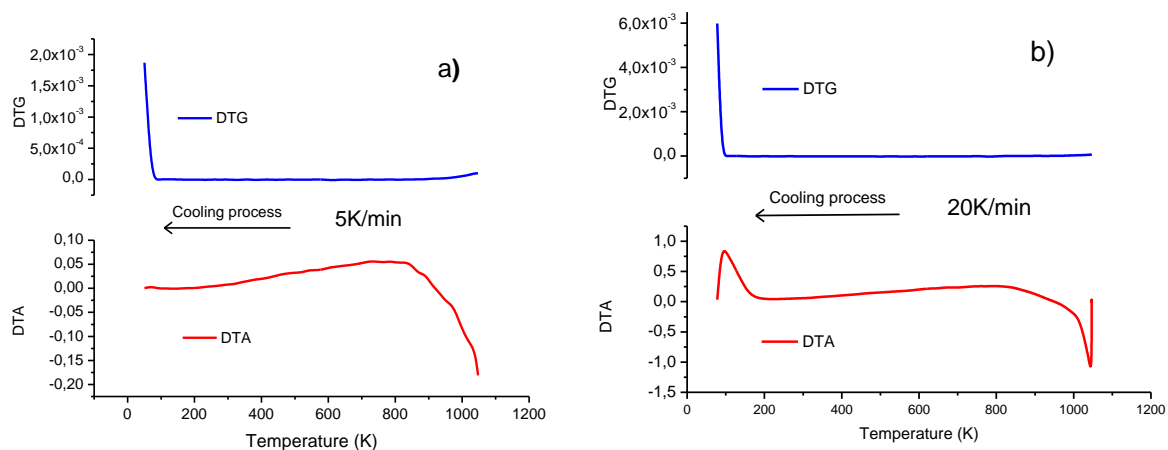 a)
2,0x10⁻³
1,5x10⁻³
1,0x10⁻³
5,0x10⁻⁴
0,0
DTG
DTG
Cooling process
5K/min
0,10
0,05
0,00
-0,05
-0,10
-0,15
-0,20
DTA
DTA
0 200 400 600 800 1000 1200
Temperature (K)
b)
6,0x10⁻³
4,0x10⁻³
2,0x10⁻³
0,0
DTG
DTG
Cooling process
20K/min
1,0
0,5
0,0
-0,5
-1,0
-1,5
DTA
DTA
0 200 400 600 800 1000 1200
Temperature (K)